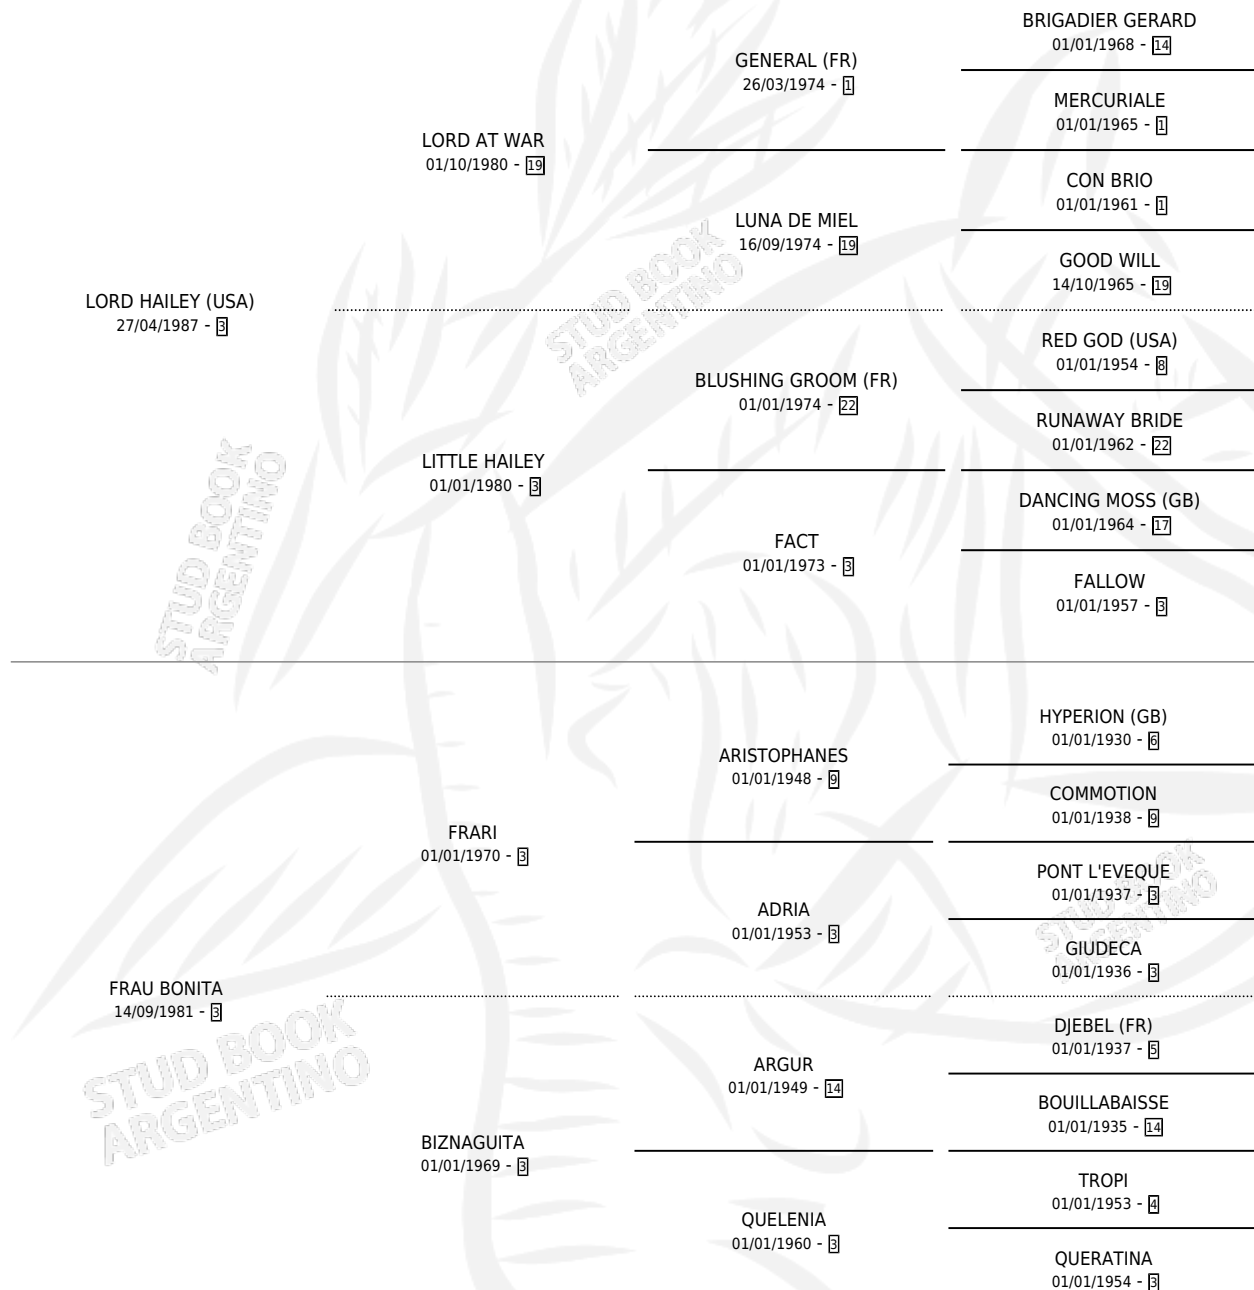 BRIGADIER GERARD
01/01/1968 - 14
GENERAL (FR)
26/03/1974 - 1
MERCURIALE
01/01/1965 - 1
LORD AT WAR
01/10/1980 - 19
CON BRIO
01/01/1961 - 1
LUNA DE MIEL
16/09/1974 - 19
GOOD WILL
14/10/1965 - 19
LORD HAILEY (USA)
27/04/1987 - 3
RED GOD (USA)
01/01/1954 - 8
BLUSHING GROOM (FR)
01/01/1974 - 22
RUNAWAY BRIDE
01/01/1962 - 22
LITTLE HAILEY
01/01/1980 - 3
DANCING MOSS (GB)
01/01/1964 - 17
FACT
01/01/1973 - 3
FALLOW
01/01/1957 - 3
HYPERION (GB)
01/01/1930 - 6
ARISTOPHANES
01/01/1948 - 9
COMMOTION
01/01/1938 - 9
FRARI
01/01/1970 - 3
PONT L'EVEQUE
01/01/1937 - 3
ADRIA
01/01/1953 - 3
GIUDECA
01/01/1936 - 3
FRAU BONITA
14/09/1981 - 3
DJEBEL (FR)
01/01/1937 - 5
ARGUR
01/01/1949 - 14
BOUILLABAISSE
01/01/1935 - 14
BIZNAGUITA
01/01/1969 - 3
TROPI
01/01/1953 - 4
QUELENIA
01/01/1960 - 3
QUERATINA
01/01/1954 - 3
STUD BOOK
ARGENTINO
STUD BOOK
ARGENTINO
STUD BOOK
ARGENTINO
STUD BOOK
ARGENTINO